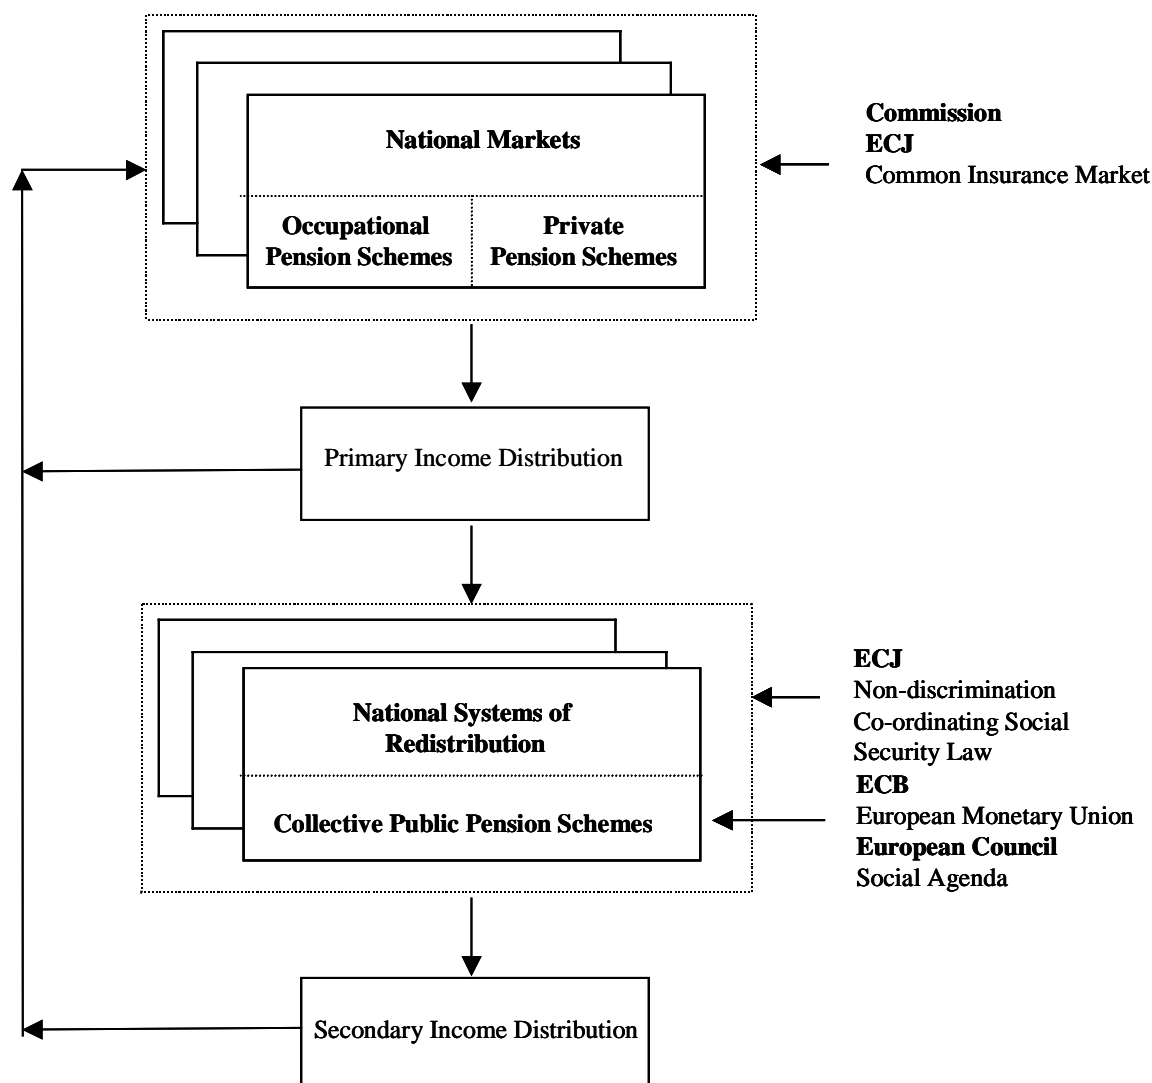 National Markets
Occupational
Pension Schemes
Private
Pension Schemes
Commission
ECJ
Common Insurance Market
Primary Income Distribution
National Systems of
Redistribution
Collective Public Pension Schemes
ECJ
Non-discrimination
Co-ordinating Social
Security Law
ECB
European Monetary Union
European Council
Social Agenda
Secondary Income Distribution